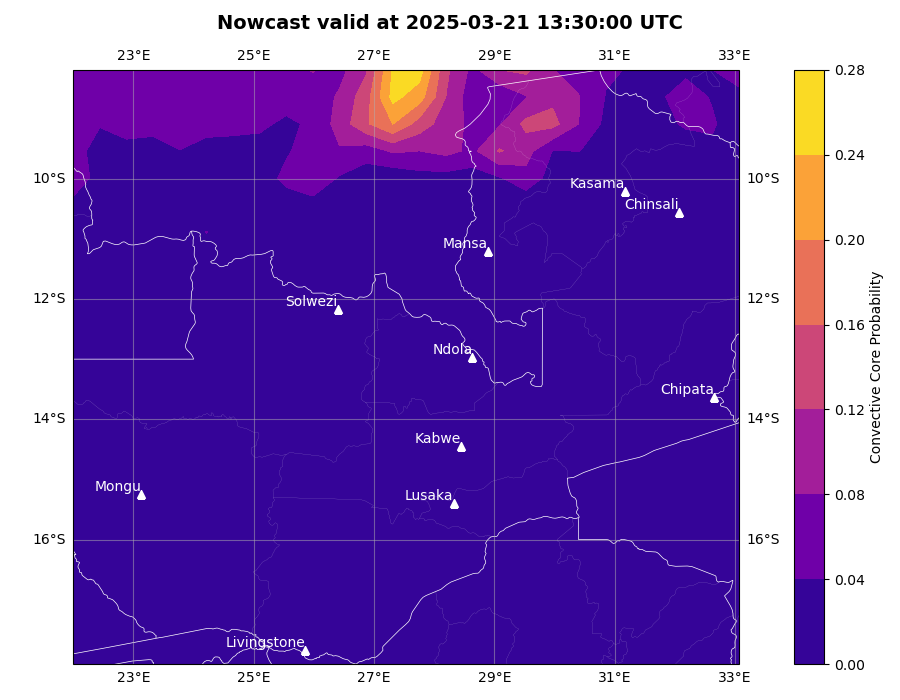 Nowcast valid at 2025-03-21 13:30:00 UTC
23°E 25°E 27°E 29°E 31°E 33°E
0.28
0.24
0.20
0.16
0.12
0.08
0.04
0.00
Convective Core Probability
10°S 10°S
12°S 12°S
14°S 14°S
16°S 16°S
Kasama
Chinsali
Mansa
Solwezi
Ndola
Chipata
Kabwe
Mongu
Lusaka
Livingstone
23°E 25°E 27°E 29°E 31°E 33°E